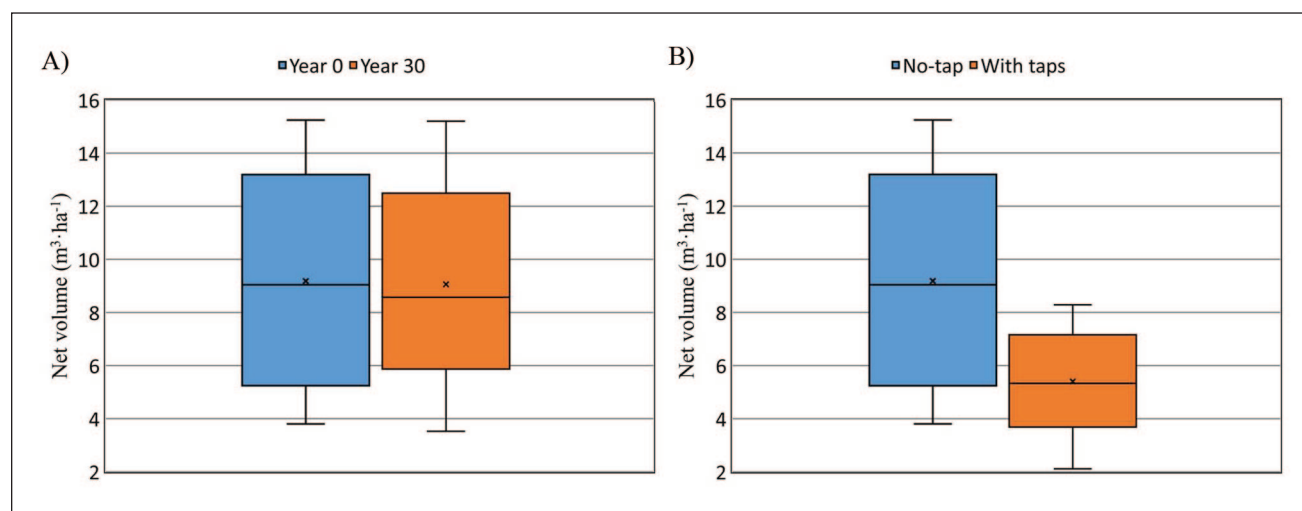 A)
Year 0 Year 30
Net volume (m³·ha⁻¹)
16
14
12
10
8
6
4
2
B)
No-tap With taps
Net volume (m³·ha⁻¹)
16
14
12
10
8
6
4
2